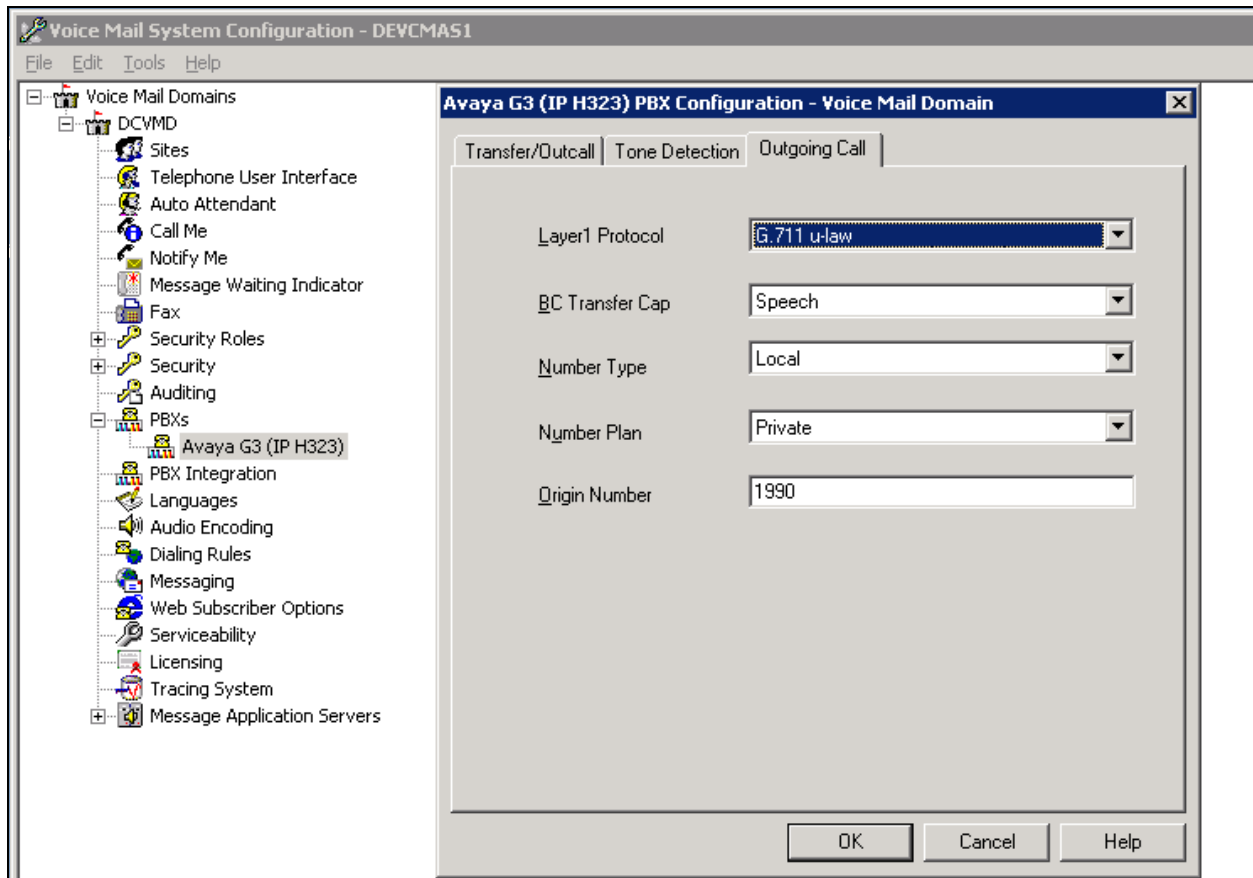 Voice Mail System Configuration - DEVCMAS1
File Edit Tools Help
Voice Mail Domains
DCVMD
Sites
Telephone User Interface
Auto Attendant
Call Me
Notify Me
Message Waiting Indicator
Fax
Security Roles
Security
Auditing
PBXs
Avaya G3 (IP H323)
PBX Integration
Languages
Audio Encoding
Dialing Rules
Messaging
Web Subscriber Options
Serviceability
Licensing
Tracing System
Message Application Servers
Avaya G3 (IP H323) PBX Configuration - Voice Mail Domain
Transfer/Outcall Tone Detection Outgoing Call
Layer1 Protocol G.711 u-law
BC Transfer Cap Speech
Number Type Local
Number Plan Private
Origin Number 1990
OK Cancel Help